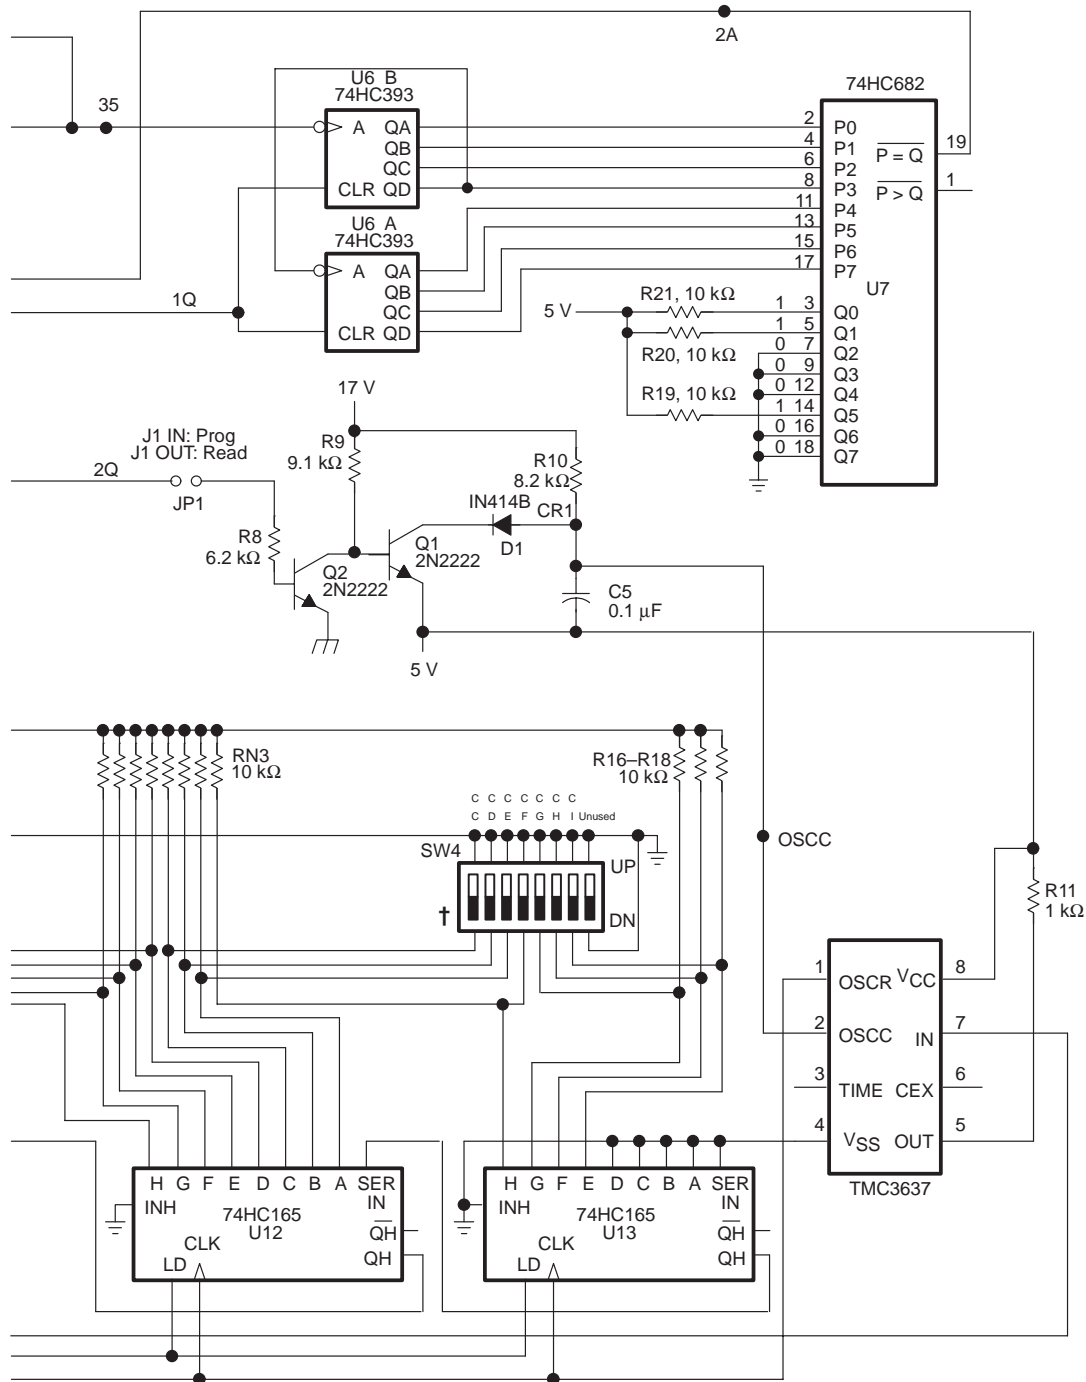 2A
U6 B
74HC393
74HC682
35
A QA
QB
QC
CLR QD
2 P0
4 P1
6 P2
8 P3
11 P4
13 P5
15 P6
17 P7
P = Q 19
P > Q 1
U7
U6 A
74HC393
A QA
QB
QC
CLR QD
1Q
5 V
R21, 10 kΩ
R20, 10 kΩ
R19, 10 kΩ
1 3 Q0
1 5 Q1
0 7 Q2
0 9 Q3
0 12 Q4
1 14 Q5
0 16 Q6
0 18 Q7
17 V
J1 IN: Prog
J1 OUT: Read
2Q
JP1
R9
9.1 kΩ
R10
8.2 kΩ
IN414B
CR1
D1
R8
6.2 kΩ
Q1
2N2222
Q2
2N2222
C5
0.1 µF
5 V
RN3
10 kΩ
R16–R18
10 kΩ
C C C C C C C
C D E F G H I Unused
SW4
UP
DN
†
OSCC
R11
1 kΩ
1 OSCR VCC 8
2 OSCC IN 7
3 TIME CEX 6
4 VSS OUT 5
TMC3637
H G F E D C B A SER
IN
INH
74HC165
U12
CLK
LD
QH
QH
H G F E D C B A SER
IN
INH
74HC165
U13
CLK
LD
QH
QH